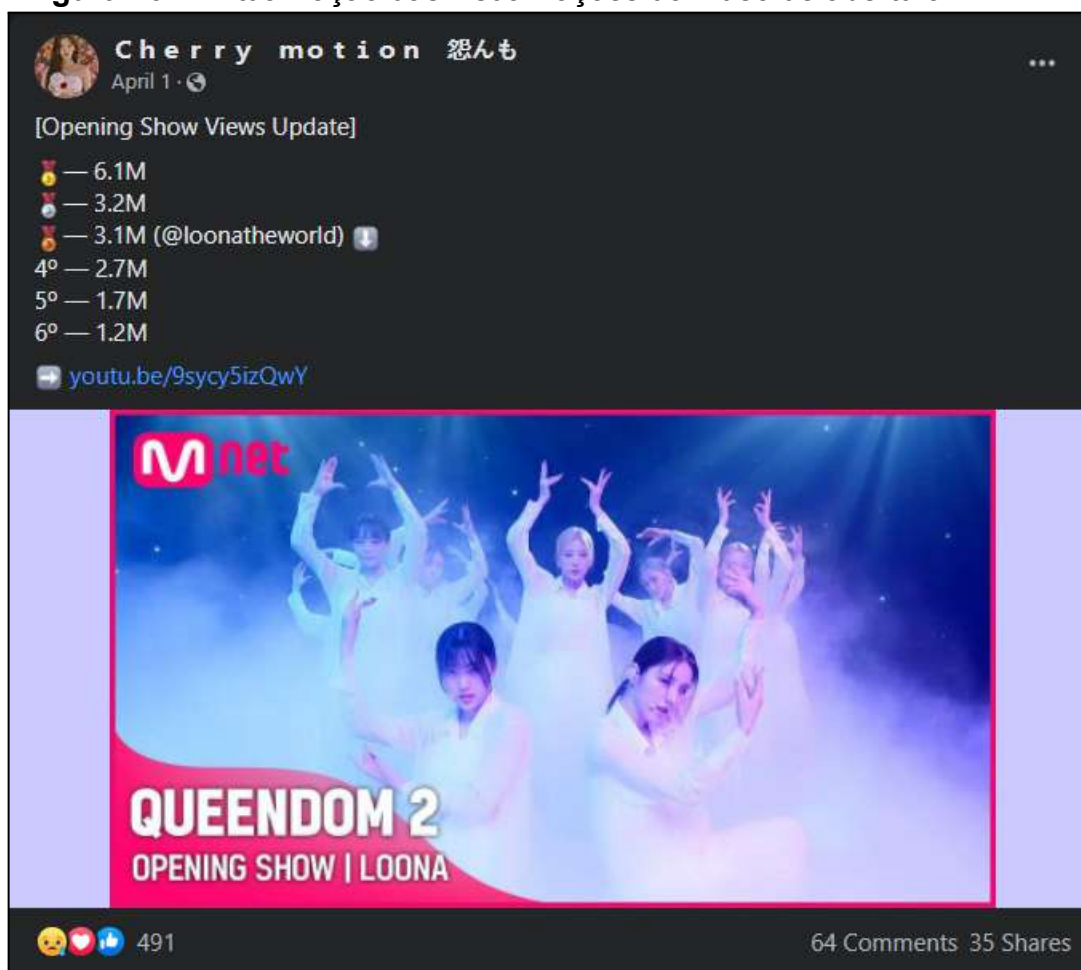 Cherry motion 怨んも
April 1
[Opening Show Views Update]
🥇 — 6.1M
🥈 — 3.2M
🥉 — 3.1M (@loonatheworld) ⬇️
4º — 2.7M
5º — 1.7M
6º — 1.2M
➡️ youtu.be/9sycy5izQwY
Mnet
QUEENDOM 2
OPENING SHOW | LOONA
491
64 Comments 35 Shares